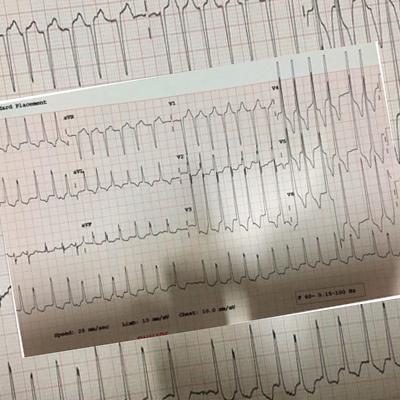 dard Placement
aVR
V1
V4
aVL
V2
V5
aVF
V3
V6
F 60~ 0.15-100 Hz
Speed: 25 mm/sec Limb: 10 mm/mV Chest: 10.0 mm/mV